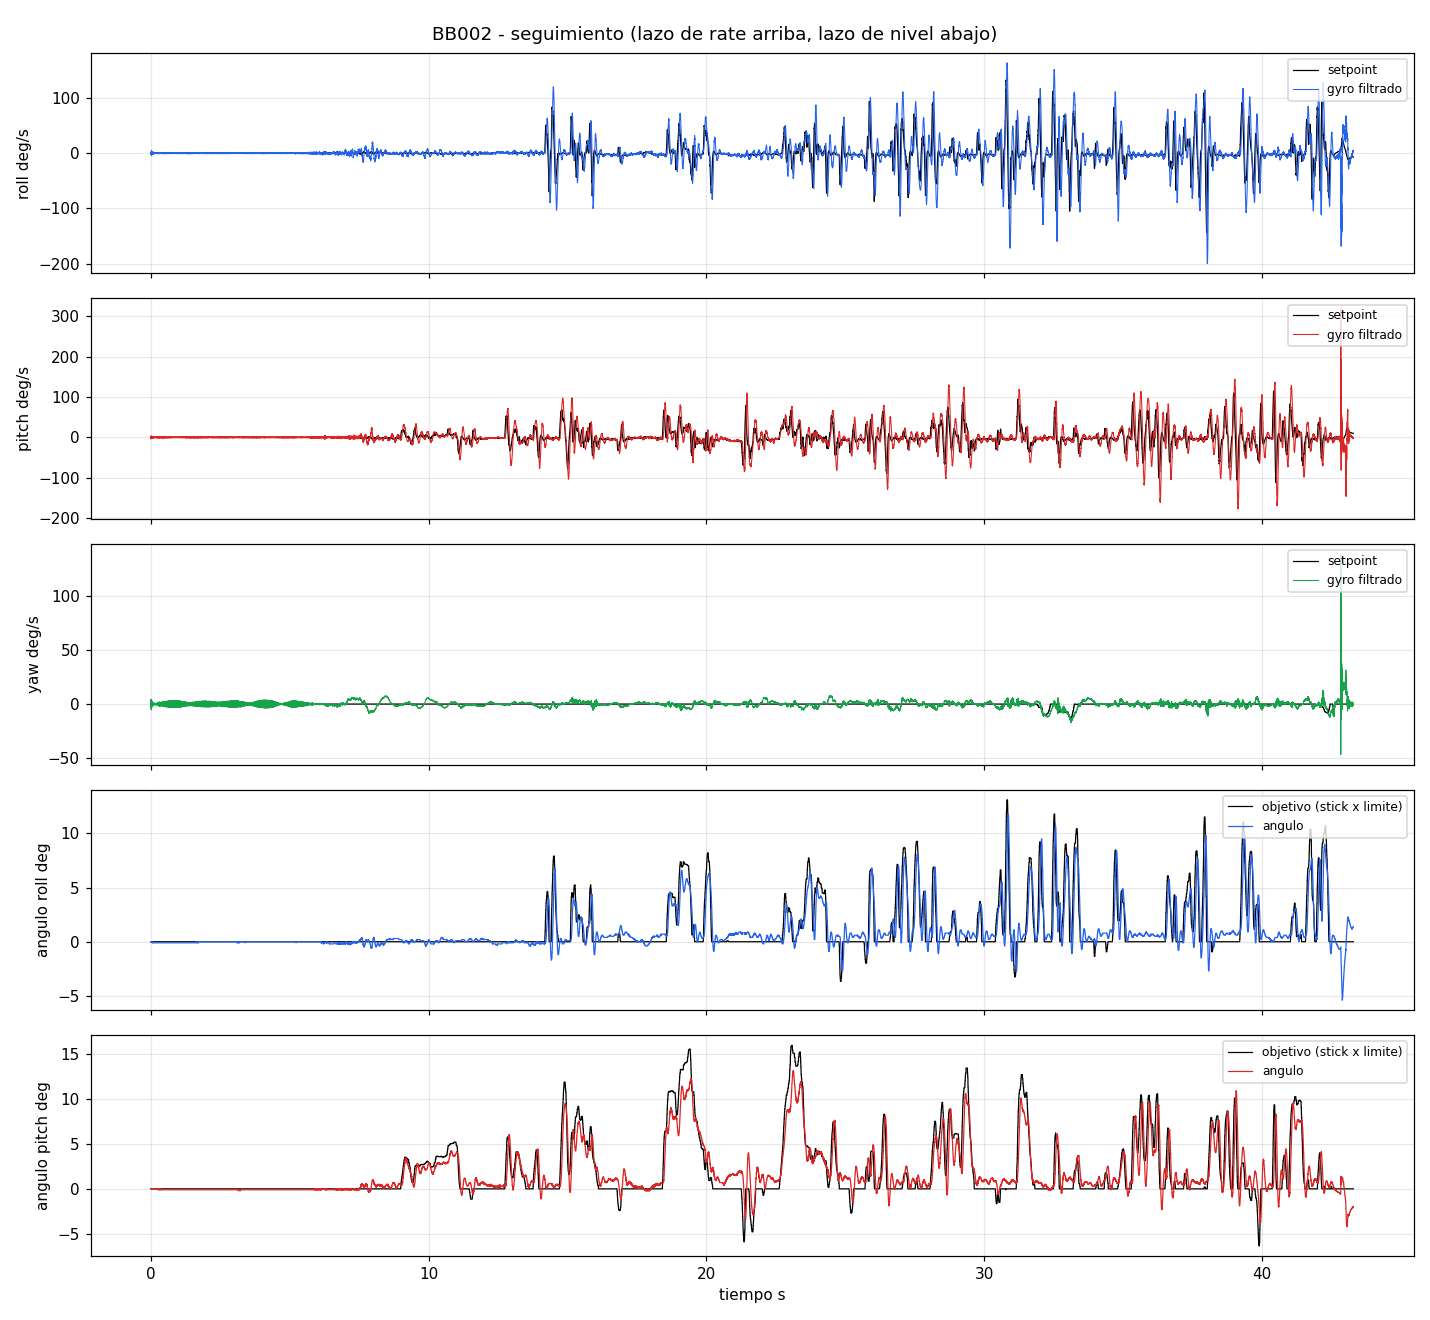 BB002 - seguimiento (lazo de rate arriba, lazo de nivel abajo)
setpoint
gyro filtrado
100
0
−100
−200
roll deg/s
setpoint
gyro filtrado
300
200
100
0
−100
−200
pitch deg/s
setpoint
gyro filtrado
100
50
0
−50
yaw deg/s
objetivo (stick x limite)
angulo
10
5
0
−5
angulo roll deg
objetivo (stick x limite)
angulo
15
10
5
0
−5
angulo pitch deg
0 10 20 30 40
tiempo s